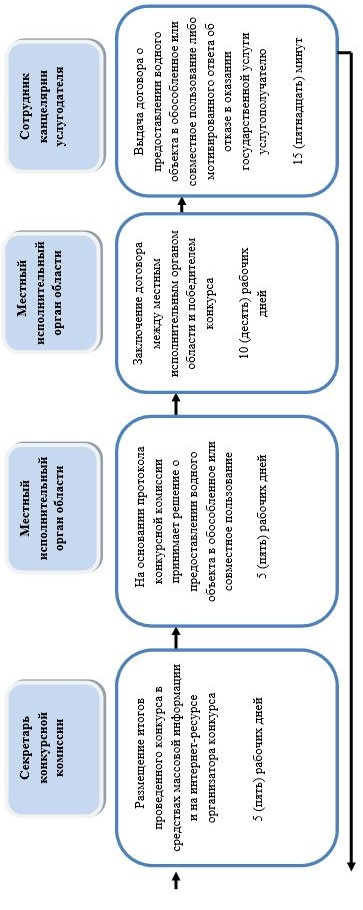 Секретарь
конкурсной
комиссии
Размещение итогов
проведенного конкурса в
средствах массовой информации
и на интернет-ресурсе
организатора конкурса
5 (пять) рабочих дней
Местный
исполнительный
орган области
На основании протокола
конкурсной комиссии
принимает решение о
предоставлении водного
объекта в обособленное или
совместное пользование
5 (пять) рабочих дней
Местный
исполнительный
орган области
Заключение договора
между местным
исполнительным органом
области и победителем
конкурса
10 (десять) рабочих
дней
Сотрудник
канцелярии
услугодателя
Выдача договора о
предоставлении водного
объекта в обособленное или
совместное пользование либо
мотивированного ответа об
отказе в оказании
государственной услуги
услугополучателю
15 (пятнадцать) минут